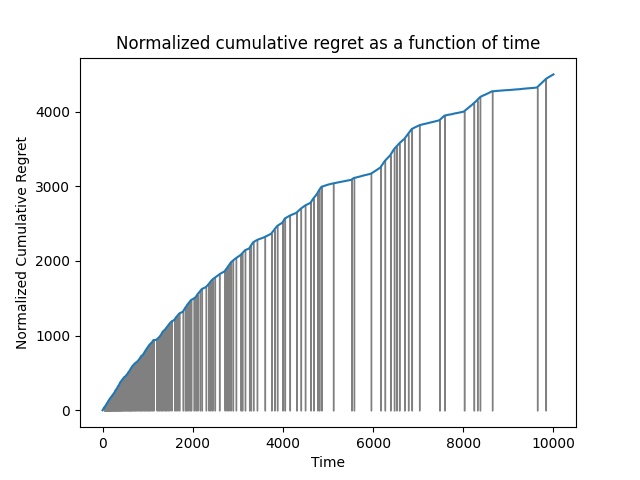 Normalized cumulative regret as a function of time
Normalized Cumulative Regret
4000
3000
2000
1000
0
0 2000 4000 6000 8000 10000
Time